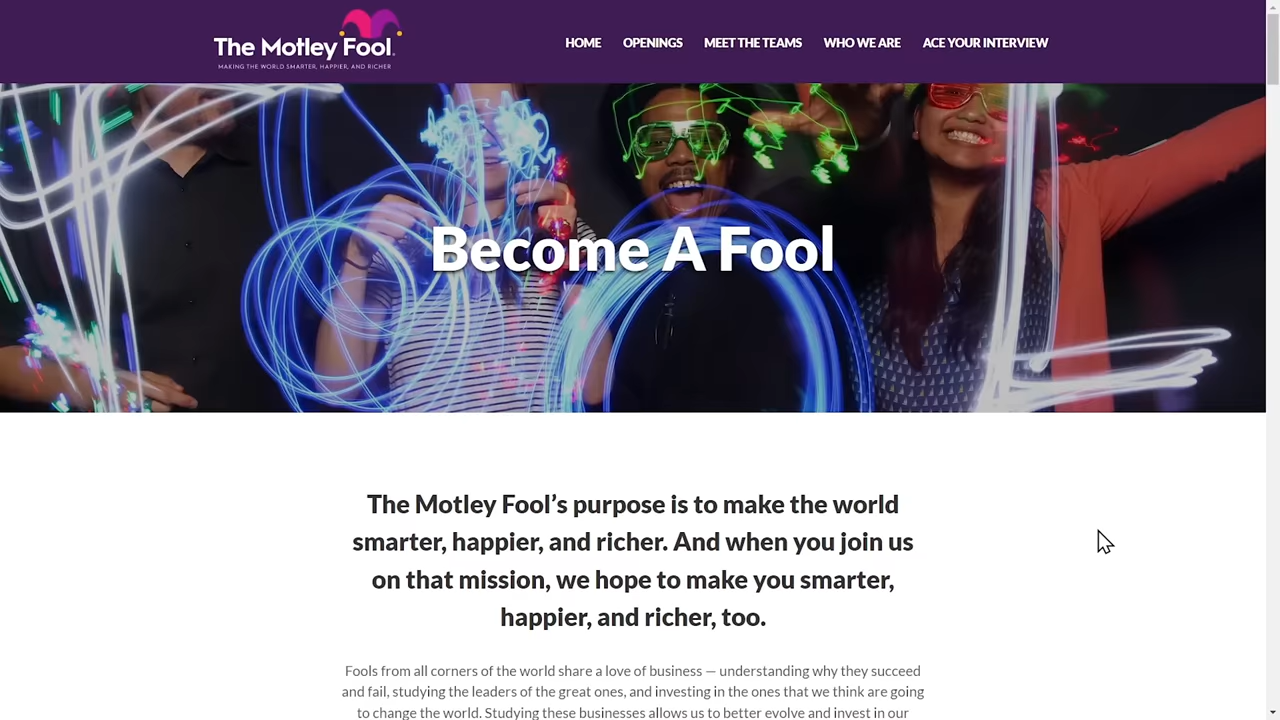 The Motley Fool.
MAKING THE WORLD SMARTER, HAPPIER, AND RICHER
HOME OPENINGS MEET THE TEAMS WHO WE ARE ACE YOUR INTERVIEW
Become A Fool
The Motley Fool’s purpose is to make the world
smarter, happier, and richer. And when you join us
on that mission, we hope to make you smarter,
happier, and richer, too.
Fools from all corners of the world share a love of business — understanding why they succeed
and fail, studying the leaders of the great ones, and investing in the ones that we think are going
to change the world. Studying these businesses allows us to better evolve and invest in our